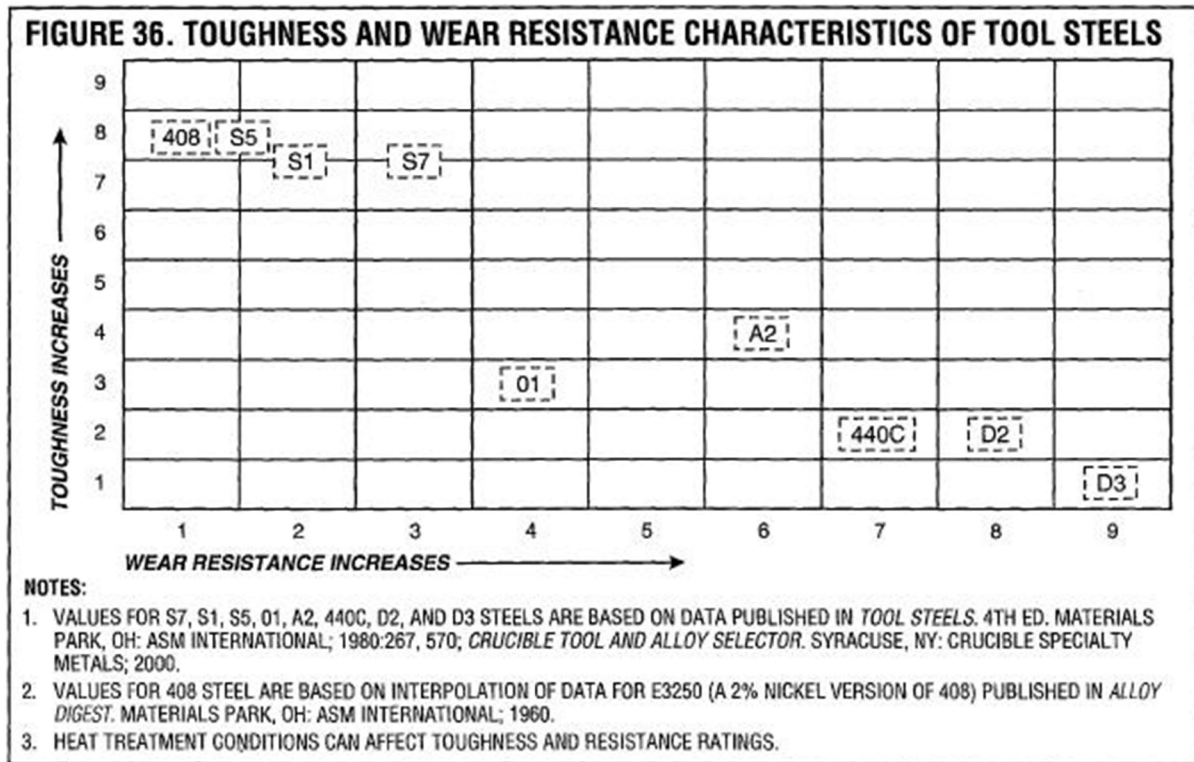 FIGURE 36. TOUGHNESS AND WEAR RESISTANCE CHARACTERISTICS OF TOOL STEELS
9
8
7
6
5
4
3
2
1
TOUGHNESS INCREASES
408
S5
S1
S7
A2
01
440C
D2
D3
1 2 3 4 5 6 7 8 9
WEAR RESISTANCE INCREASES
NOTES:
1. VALUES FOR S7, S1, S5, 01, A2, 440C, D2, AND D3 STEELS ARE BASED ON DATA PUBLISHED IN TOOL STEELS. 4TH ED. MATERIALS
PARK, OH: ASM INTERNATIONAL; 1980:267, 570; CRUCIBLE TOOL AND ALLOY SELECTOR. SYRACUSE, NY: CRUCIBLE SPECIALTY
METALS; 2000.
2. VALUES FOR 408 STEEL ARE BASED ON INTERPOLATION OF DATA FOR E3250 (A 2% NICKEL VERSION OF 408) PUBLISHED IN ALLOY
DIGEST. MATERIALS PARK, OH: ASM INTERNATIONAL; 1960.
3. HEAT TREATMENT CONDITIONS CAN AFFECT TOUGHNESS AND RESISTANCE RATINGS.